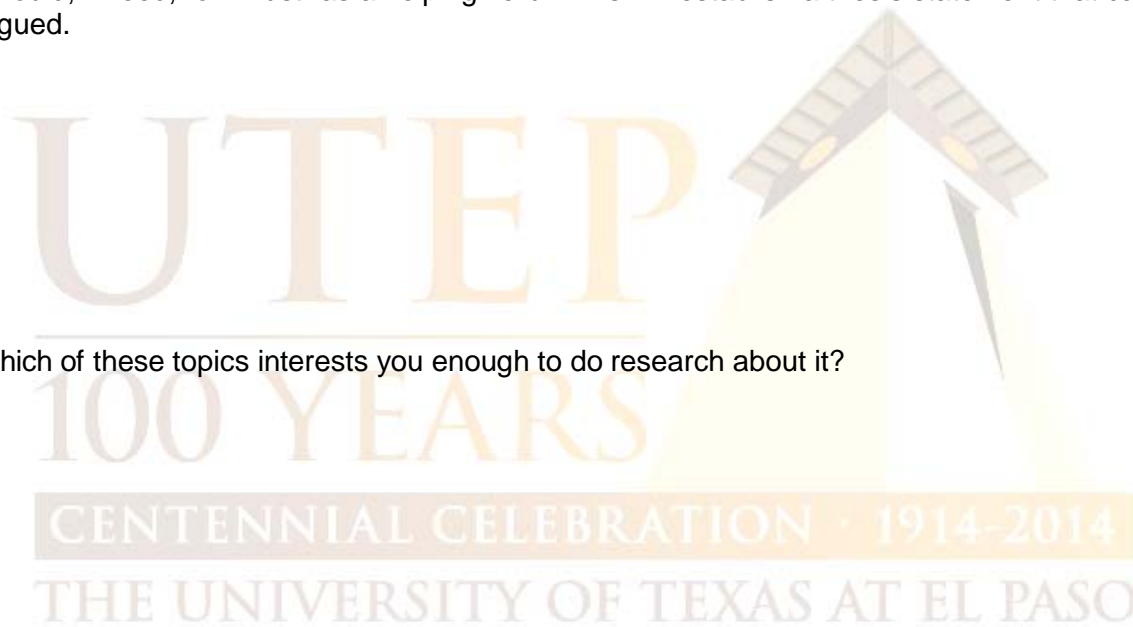 gued.
UTEP
hich of these topics interests you enough to do research about it?
100 YEARS
CENTENNIAL CELEBRATION · 1914-2014
THE UNIVERSITY OF TEXAS AT EL PASO